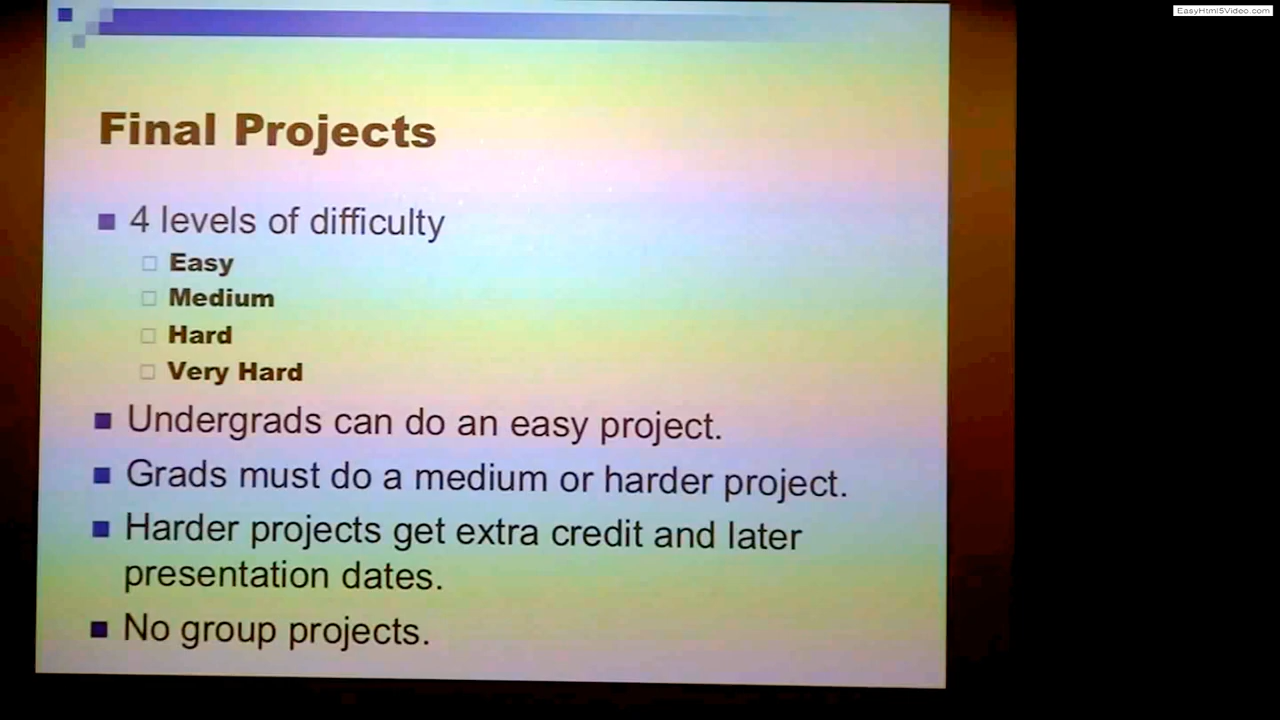 EasyHtml5Video.com
Final Projects
4 levels of difficulty
Easy
Medium
Hard
Very Hard
Undergrads can do an easy project.
Grads must do a medium or harder project.
Harder projects get extra credit and later
presentation dates.
No group projects.